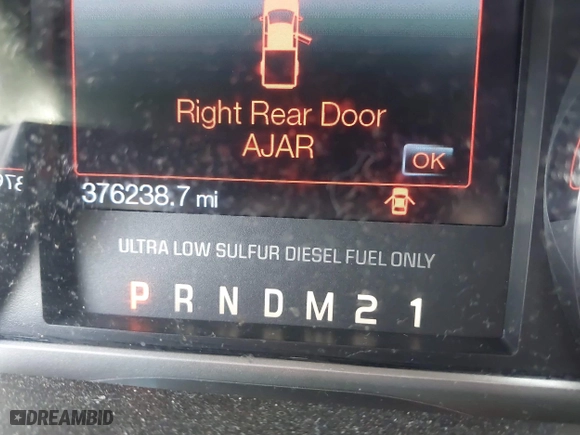 Right Rear Door
AJAR
OK
376238.7 mi
ULTRA LOW SULFUR DIESEL FUEL ONLY
P R N D M 2 1
DREAMBID